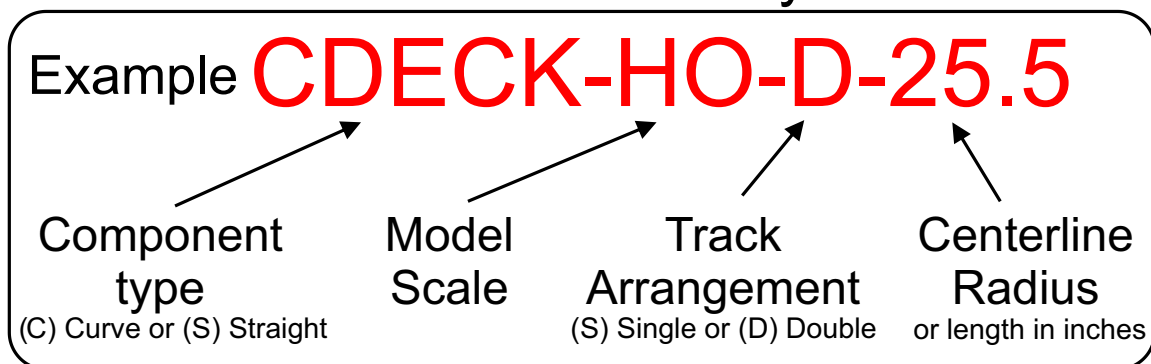 Example CDECK-HO-D-25.5
Component Model Track Centerline
type Scale Arrangement Radius
(C) Curve or (S) Straight (S) Single or (D) Double or length in inches